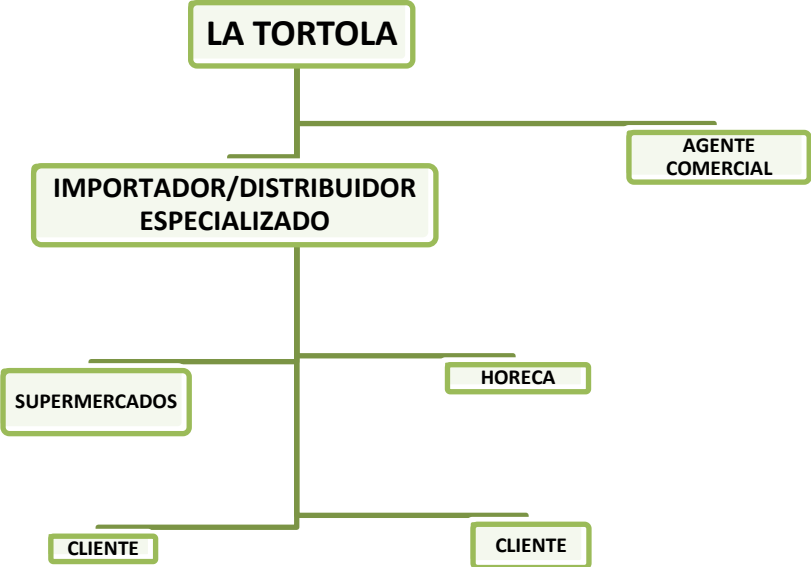 LA TORTOLA
AGENTE
COMERCIAL
IMPORTADOR/DISTRIBUIDOR
ESPECIALIZADO
HORECA
SUPERMERCADOS
CLIENTE
CLIENTE